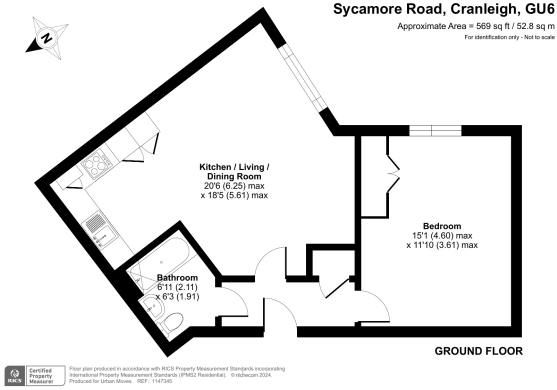 Sycamore Road, Cranleigh, GU6
Approximate Area = 569 sq ft / 52.8 sq m
For identification only - Not to scale
N
Kitchen / Living /
Dining Room
20'6 (6.25) max
x 18'5 (5.61) max
Bedroom
15'1 (4.60) max
x 11'10 (3.61) max
Bathroom
6'11 (2.11)
x 6'3 (1.91)
GROUND FLOOR
RICS
Certified
Property
Measurer
Floor plan produced in accordance with RICS Property Measurement Standards incorporating
International Property Measurement Standards (IPMS2 Residential). © nichecom 2024.
Produced for Urban Moves. REF: 1147345